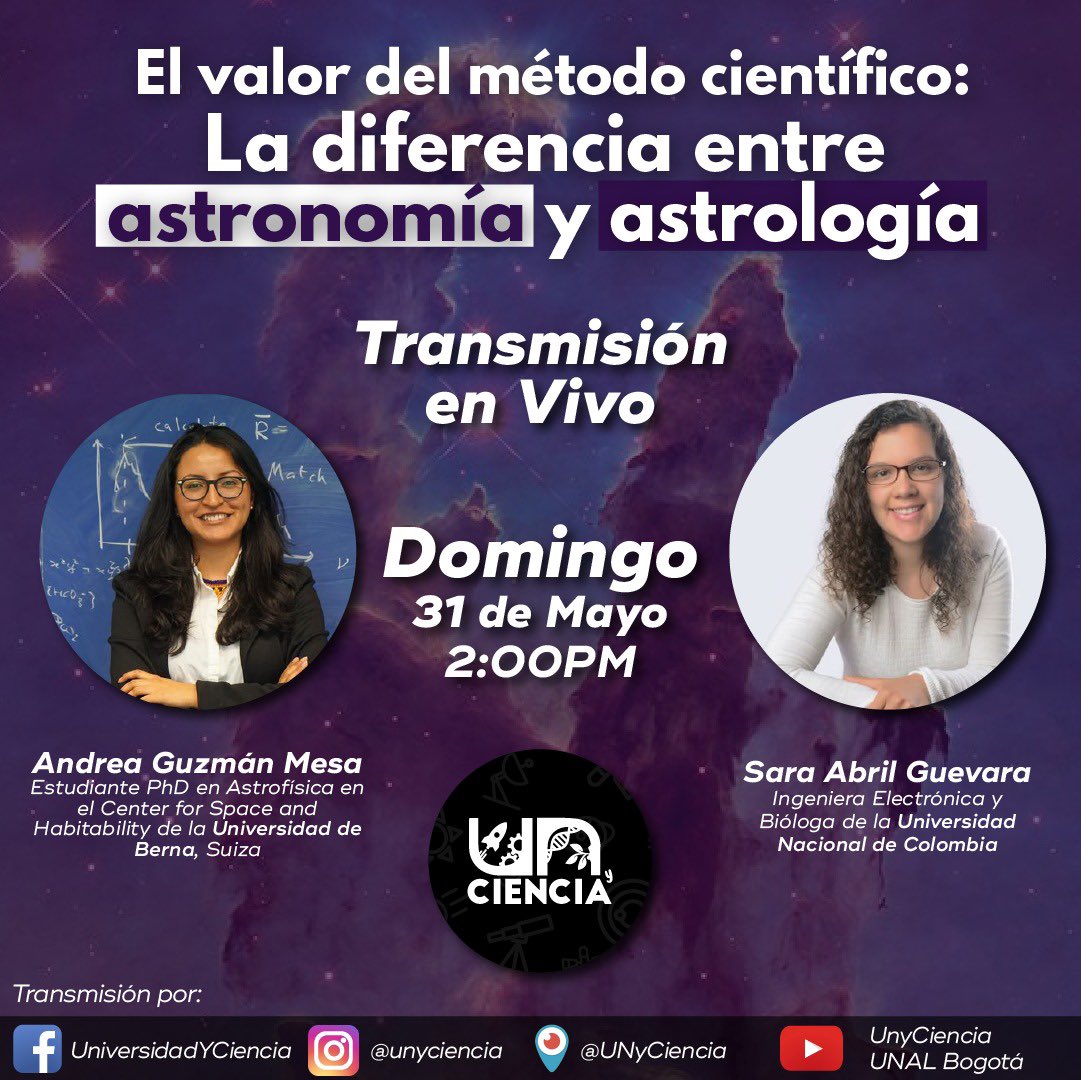 El valor del método científico:
La diferencia entre
astronomía y astrología
Transmisión
en Vivo
calculate
R =
Match
ν
Domingo
31 de Mayo
2:00PM
Andrea Guzmán Mesa
Estudiante PhD en Astrofísica en
el Center for Space and
Habitability de la Universidad de
Berna, Suiza
Sara Abril Guevara
Ingeniera Electrónica y
Bióloga de la Universidad
Nacional de Colombia
UN
y
CIENCIA
Transmisión por:
UniversidadYCiencia
@unyciencia
@UNyCiencia
UnyCiencia
UNAL Bogotá